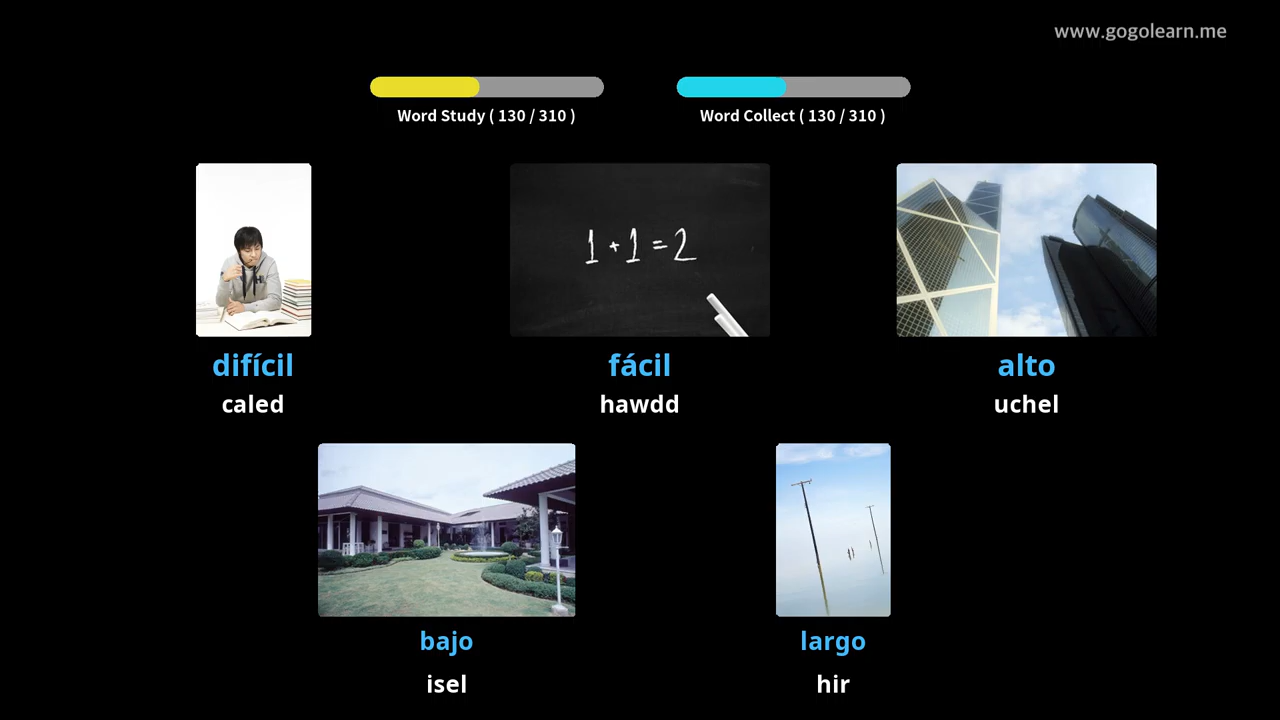 www.gogolearn.me
Word Study ( 130 / 310 )
Word Collect ( 130 / 310 )
1 + 1 = 2
difícil
caled
fácil
hawdd
alto
uchel
bajo
isel
largo
hir